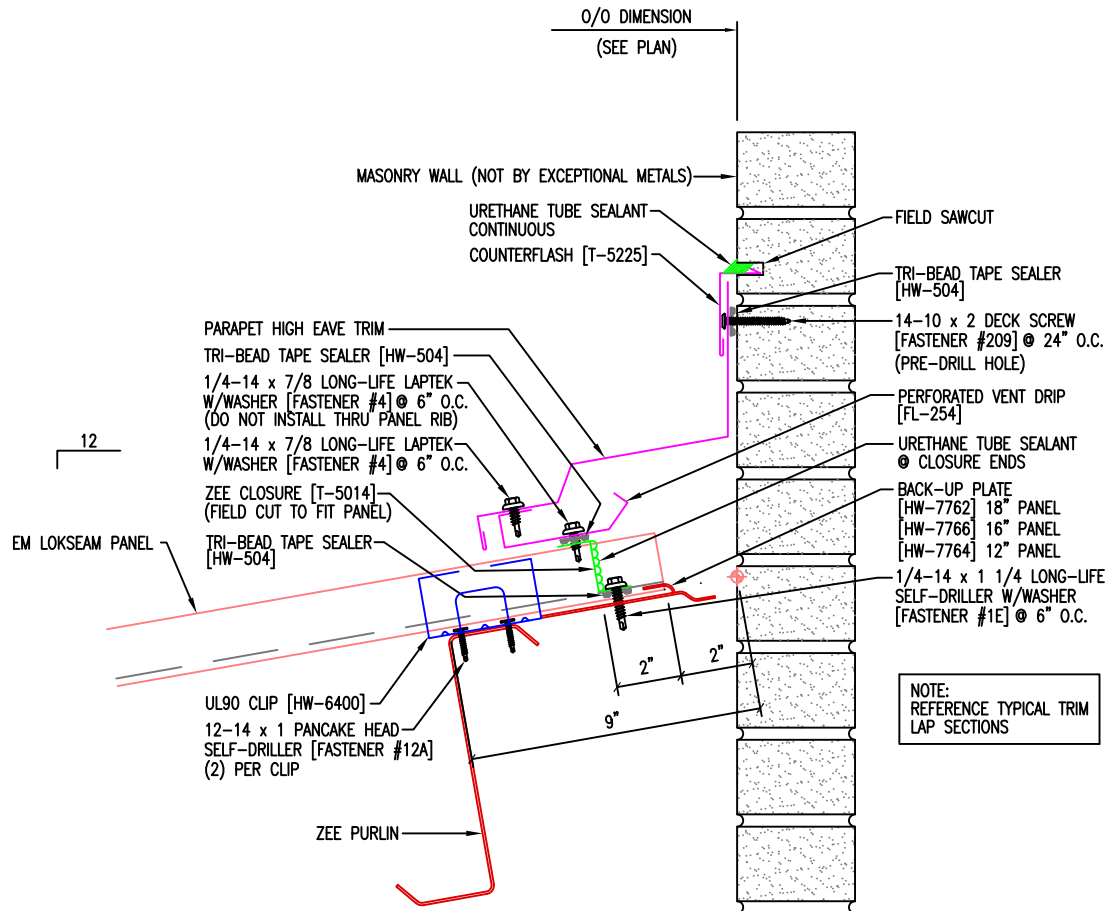 O/O DIMENSION
(SEE PLAN)
MASONRY WALL (NOT BY EXCEPTIONAL METALS)
URETHANE TUBE SEALANT
CONTINUOUS
COUNTERFLASH [T-5225]
FIELD SAWCUT
TRI-BEAD TAPE SEALER
[HW-504]
14-10 x 2 DECK SCREW
[FASTENER #209] @ 24" O.C.
(PRE-DRILL HOLE)
PARAPET HIGH EAVE TRIM
TRI-BEAD TAPE SEALER [HW-504]
1/4-14 x 7/8 LONG-LIFE LAPTEK
W/WASHER [FASTENER #4] @ 6" O.C.
(DO NOT INSTALL THRU PANEL RIB)
1/4-14 x 7/8 LONG-LIFE LAPTEK
W/WASHER [FASTENER #4] @ 6" O.C.
ZEE CLOSURE [T-5014]
(FIELD CUT TO FIT PANEL)
TRI-BEAD TAPE SEALER
[HW-504]
12
EM LOKSEAM PANEL
PERFORATED VENT DRIP
[FL-254]
URETHANE TUBE SEALANT
@ CLOSURE ENDS
BACK-UP PLATE
[HW-7762] 18" PANEL
[HW-7766] 16" PANEL
[HW-7764] 12" PANEL
1/4-14 x 1 1/4 LONG-LIFE
SELF-DRILLER W/WASHER
[FASTENER #1E] @ 6" O.C.
2"
2"
9"
UL90 CLIP [HW-6400]
12-14 x 1 PANCAKE HEAD
SELF-DRILLER [FASTENER #12A]
(2) PER CLIP
ZEE PURLIN
NOTE:
REFERENCE TYPICAL TRIM
LAP SECTIONS